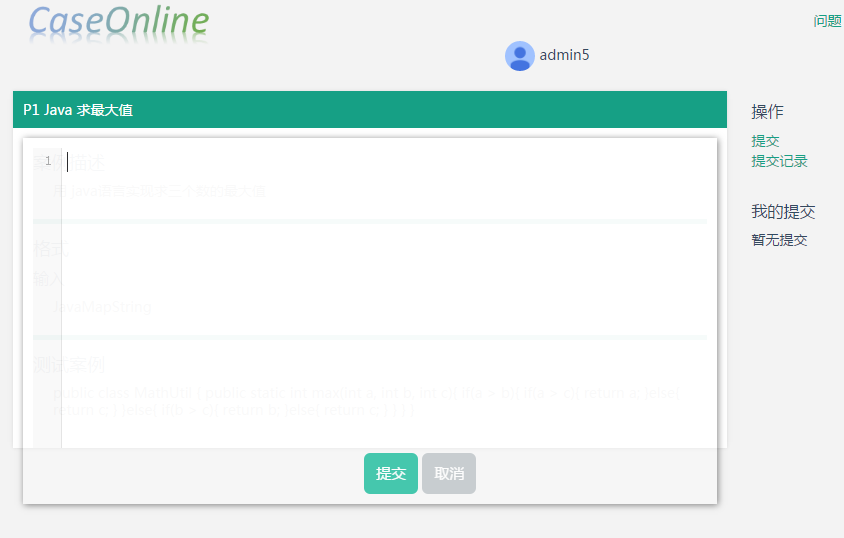 CaseOnline
问题
admin5
P1 Java 求最大值
1
描述
用 java语言实现求三个数的最大值
格式
输入
JavaMapString
测试案例
public class MathUtil { public static int max(int a, int b, int c){ if(a > b){ if(a > c){ return a; }else{
return c; } }else{ if(b > c){ return b; }else{ return c; } } } }
提交 取消
操作
提交
提交记录
我的提交
暂无提交